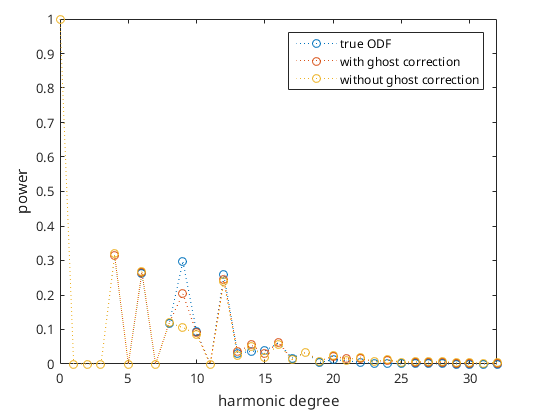 true ODF
with ghost correction
without ghost correction
1
0.9
0.8
0.7
0.6
0.5
0.4
0.3
0.2
0.1
0
power
0 5 10 15 20 25 30
harmonic degree